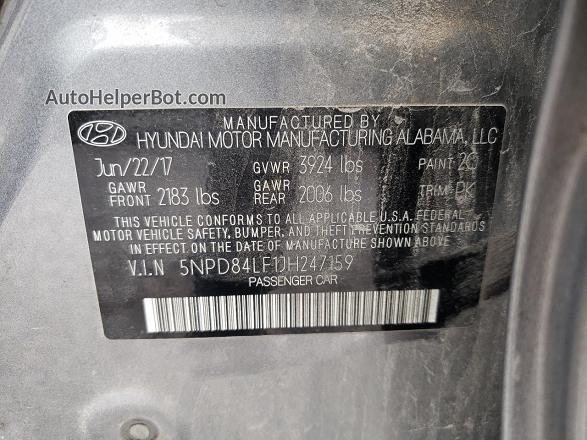 AutoHelperBot.com
MANUFACTURED BY
HYUNDAI MOTOR MANUFACTURING ALABAMA, LLC
Jun/22/17 GVWR 3924 lbs PAINT 2G
GAWR FRONT 2183 lbs GAWR REAR 2006 lbs TRIM PK
THIS VEHICLE CONFORMS TO ALL APPLICABLE U.S.A. FEDERAL
MOTOR VEHICLE SAFETY, BUMPER, AND THEFT PREVENTION STANDARDS
IN EFFECT ON THE DATE OF MANUFACTURE SHOWN ABOVE.
V.I.N 5NPD84LF1JH247159
PASSENGER CAR